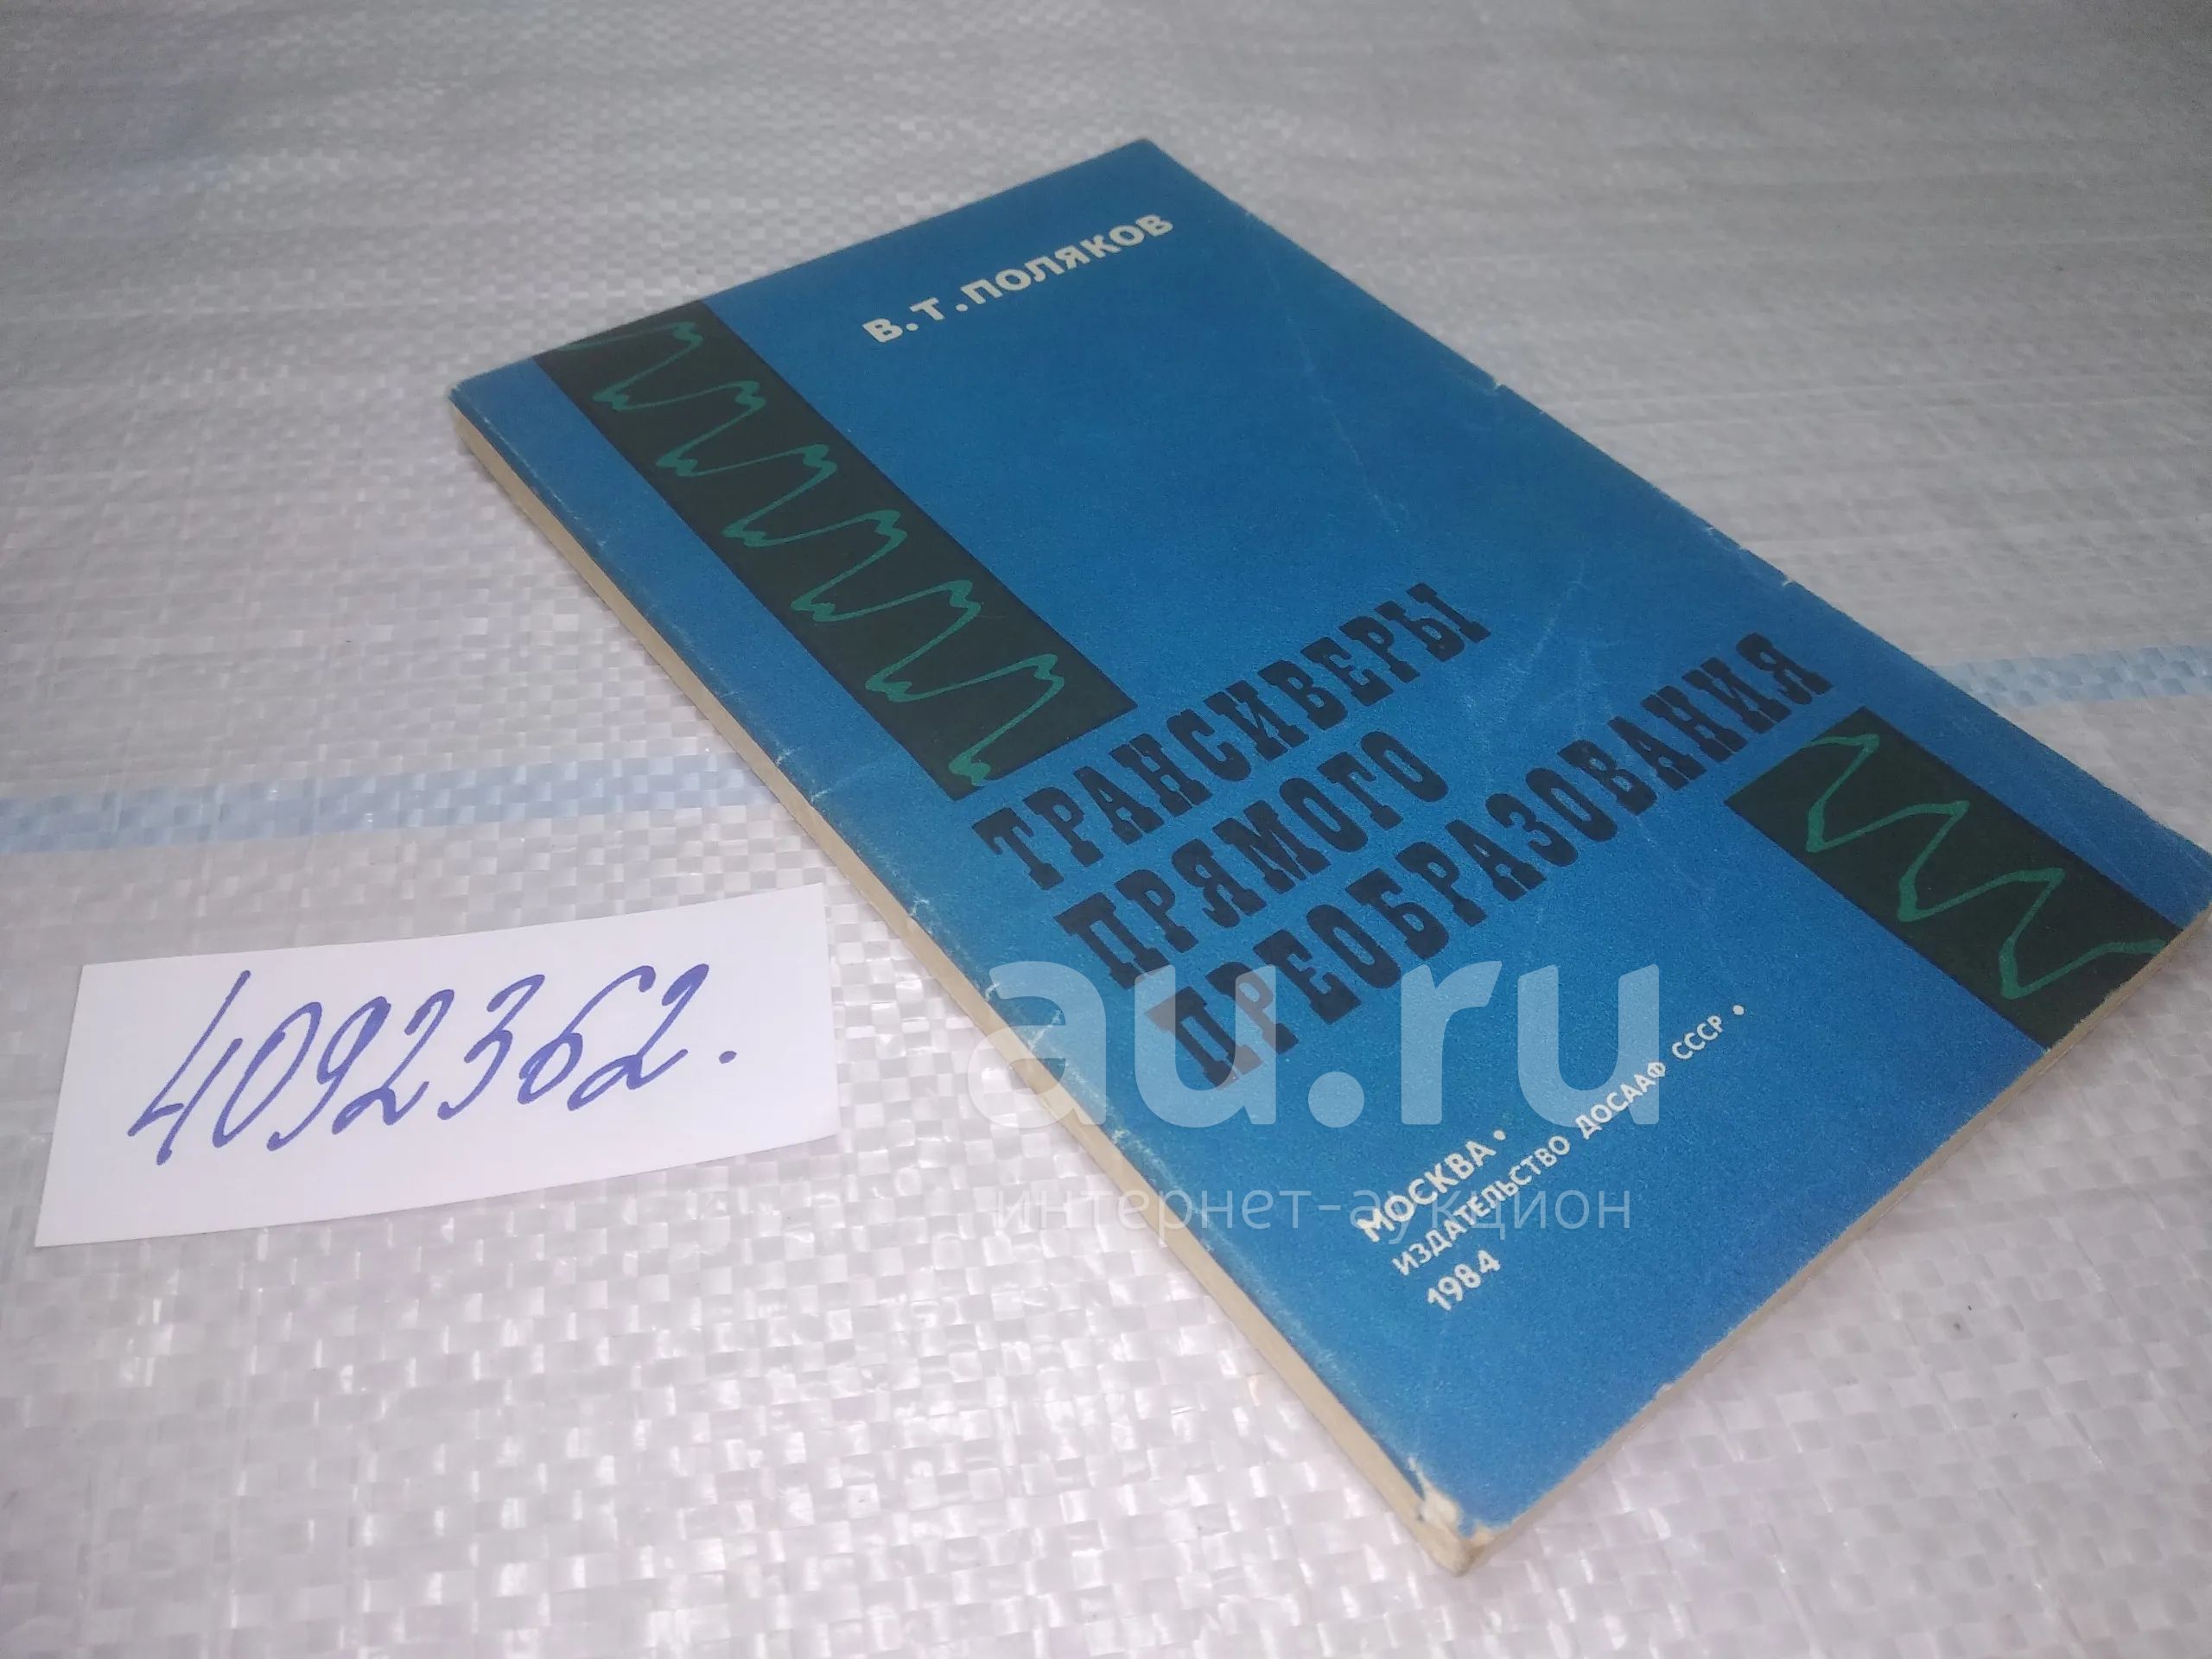 В.Т.ПОЛЯКОВ
ТРАНСИВЕРЫ
ПРЯМОГО
ПРЕОБРАЗОВАНИЯ
МОСКВА•
ИЗДАТЕЛЬСТВО ДОСААФ СССР•
1984
4092362.
au.ru
интернет-аукцион